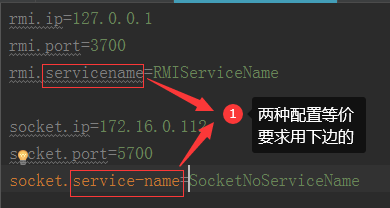 rmi.ip=127.0.0.1
rmi.port=3700
rmi.servicename=RMIServiceName
1
两种配置等价
要求用下边的
socket.ip=172.16.0.112
socket.port=5700
socket.service-name=SocketNoServiceName